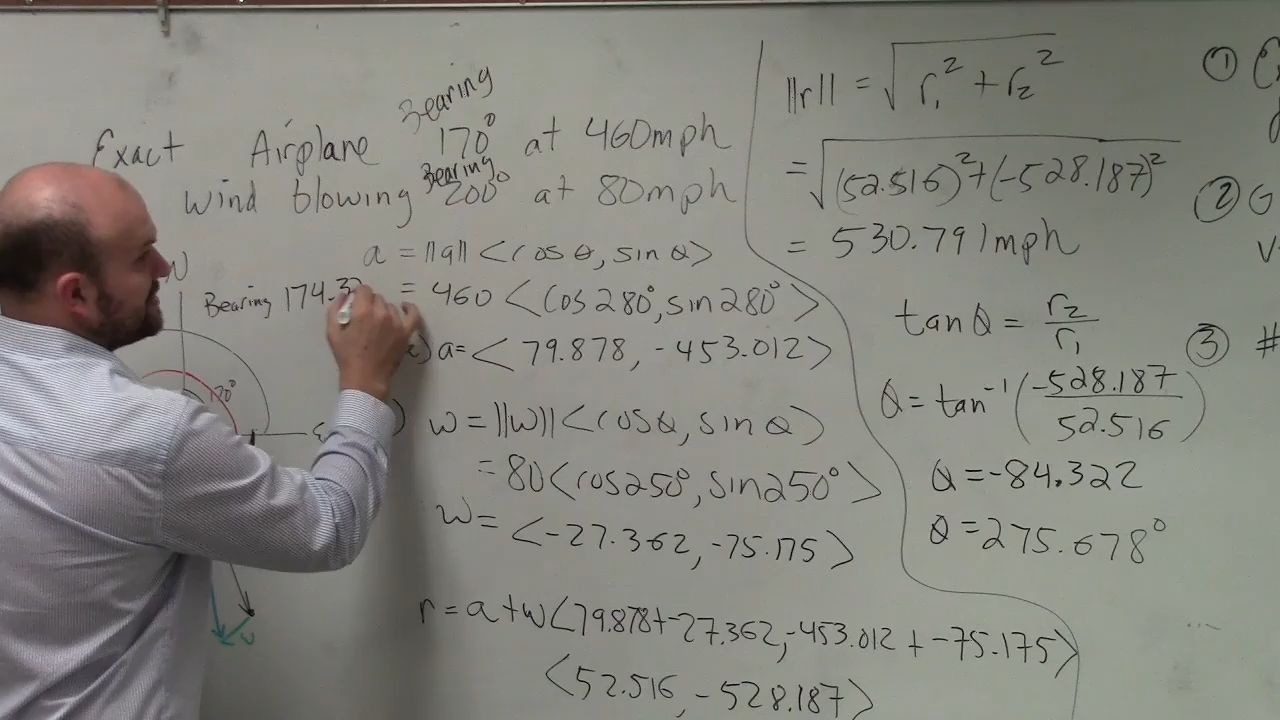 Bearing
Exact Airplane 170° at 460mph
Bearing
Wind blowing 200° at 80mph
a = ||a|| <cos θ, sin θ>
N
Bearing 174.32
= 460 <cos 280°, sin 280°>
a = < 79.878, -453.012>
170°
E
w = ||w|| <cos θ, sin θ>
= 80 <cos 250°, sin 250°>
w = <-27.362, -75.175>
r = a+w <79.878+-27.362, -453.012 + -75.175>
<52.516, -528.187>
||r|| = √r₁² + r₂²
= √(52.516)²+(-528.187)²
= 530.791mph
tan θ = r₂/r₁
θ = tan⁻¹(-528.187/52.516)
θ = -84.322
θ = 275.678°
①
②
③ #